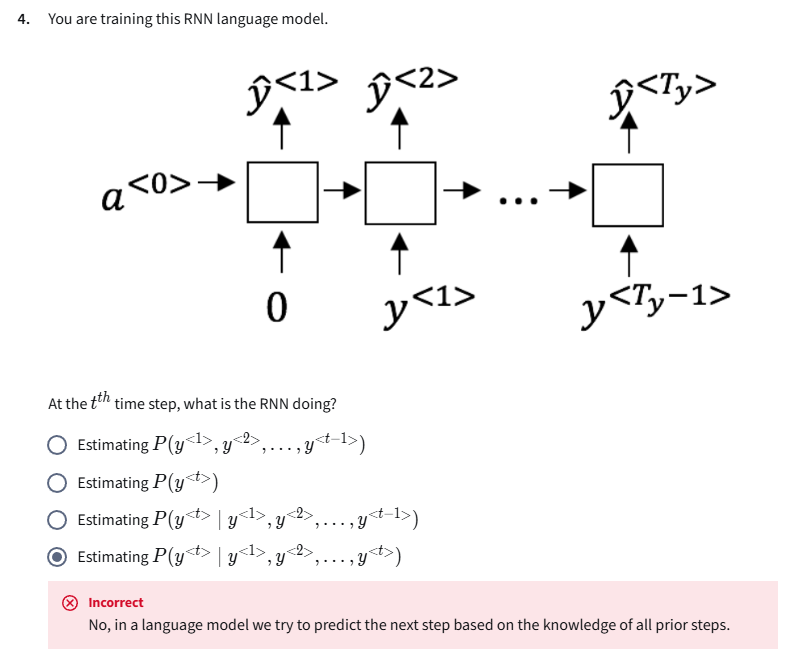 4. You are training this RNN language model.
ŷ<1> ŷ<2> ŷ<Ty>
a<0> ...
0 y<1> y<Ty−1>
At the tth time step, what is the RNN doing?
Estimating P(y<1>, y<2>, …, y<t−1>)
Estimating P(y<t>)
Estimating P(y<t> | y<1>, y<2>, …, y<t−1>)
Estimating P(y<t> | y<1>, y<2>, …, y<t>)
Incorrect
No, in a language model we try to predict the next step based on the knowledge of all prior steps.